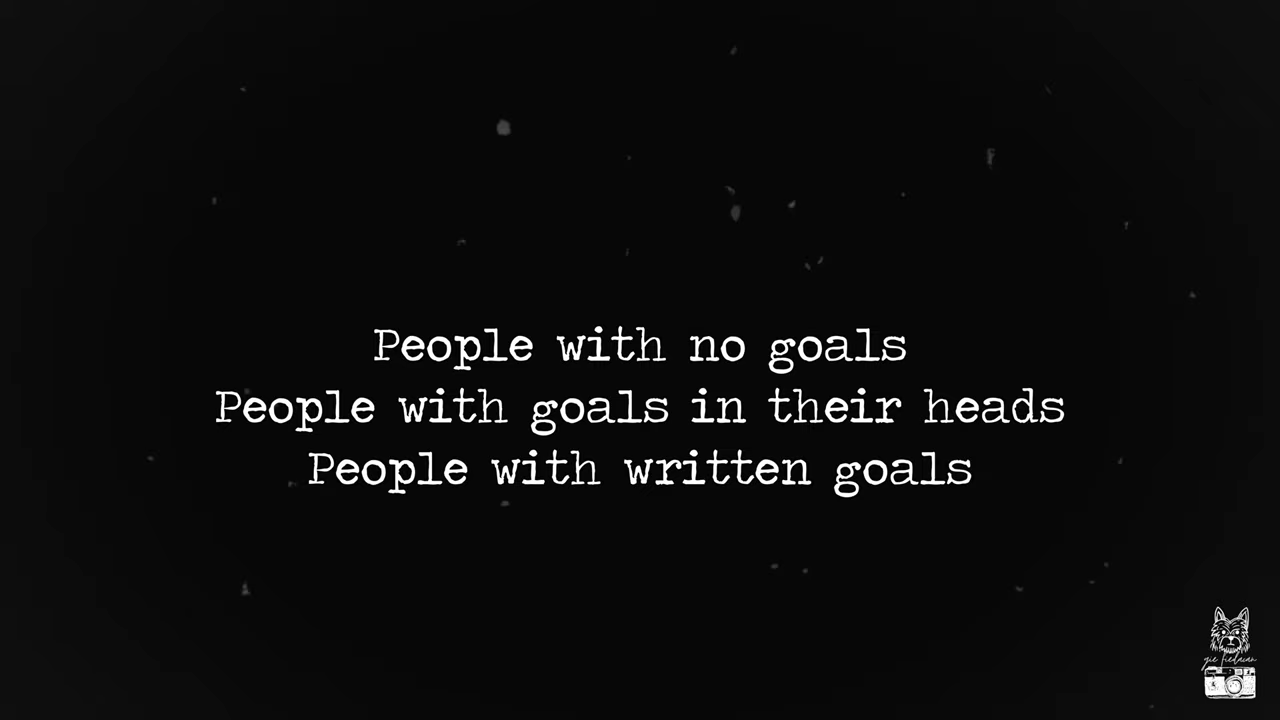 People with no goals
People with goals in their heads
People with written goals